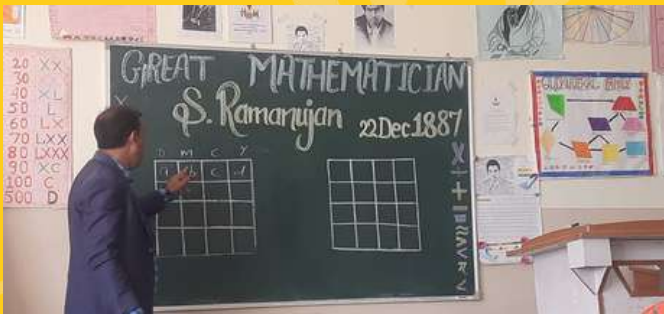 GREAT MATHEMATICIAN
S. Ramanujan 22 Dec 1887
D M C Y
a b c d
20 XX
30
40 XL
50 L
60 LX
70 LXX
80 LXXX
90 XC
100 C
500 D